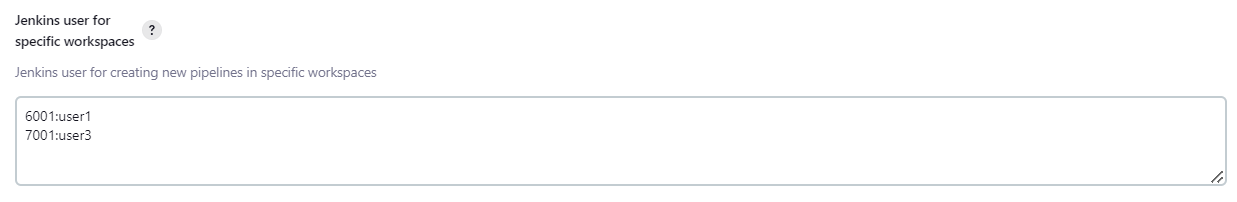 Jenkins user for
specific workspaces
?
Jenkins user for creating new pipelines in specific workspaces
6001:user1
7001:user3